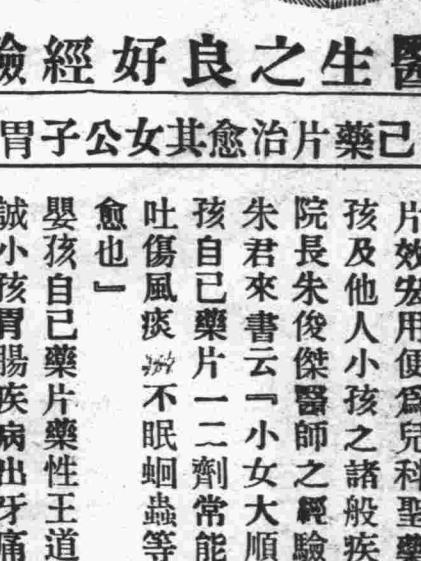 醫生之良好經驗
己藥片治愈其女公子胃
片效宏用便爲兒科聖藥
孩及他人小孩之諸般疾
院長朱俊傑醫師之經驗
朱君來書云『小女大順
孩自己藥片一二劑常能
吐傷風痰 不眠蛔蟲等
愈也』
嬰孩自己藥片藥性王道
誠小孩胃腸疾病出牙痛